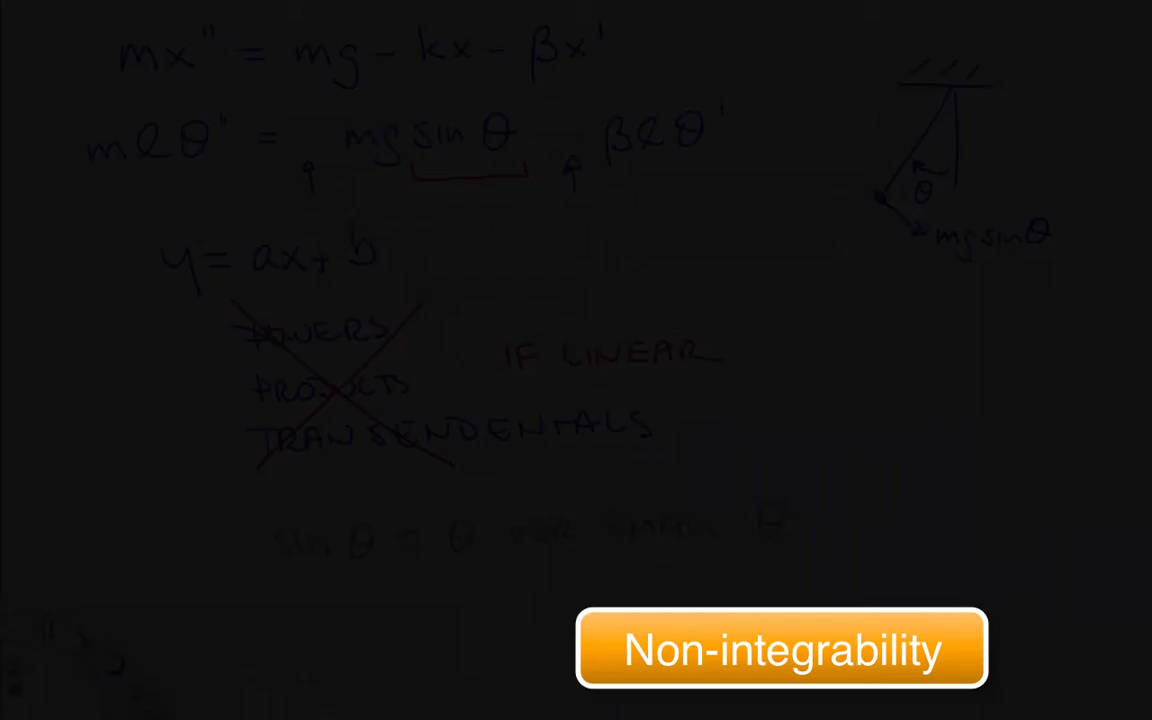 mx'' = mg - kx - βx'
mlθ' = mg sin θ βlθ'
θ
mg sin θ
y = ax + b
POWERS
IF LINEAR
PRODUCTS
TRANSENDENTALS
sin θ ≈ θ FOR SMALL θ
Non-integrability